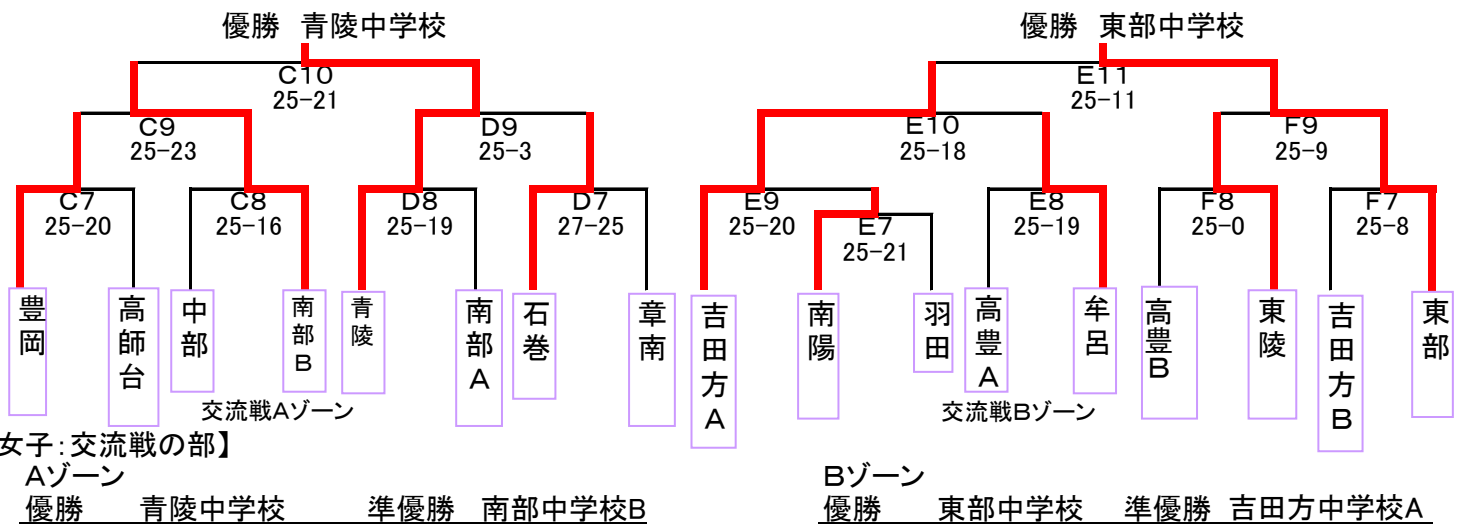 優勝 青陵中学校
優勝 東部中学校
C10
25-21
E11
25-11
C9
25-23
D9
25-3
E10
25-18
F9
25-9
C7
25-20
C8
25-16
D8
25-19
D7
27-25
E9
25-20
E7
25-21
E8
25-19
F8
25-0
F7
25-8
豊岡
高師台
中部
南部B
青陵
南部A
石巻
章南
吉田方A
南陽
羽田
高豊A
牟呂
高豊B
東陵
吉田方B
東部
交流戦Aゾーン
交流戦Bゾーン
女子:交流戦の部】
Aゾーン
優勝 青陵中学校 準優勝 南部中学校B
Bゾーン
優勝 東部中学校 準優勝 吉田方中学校A